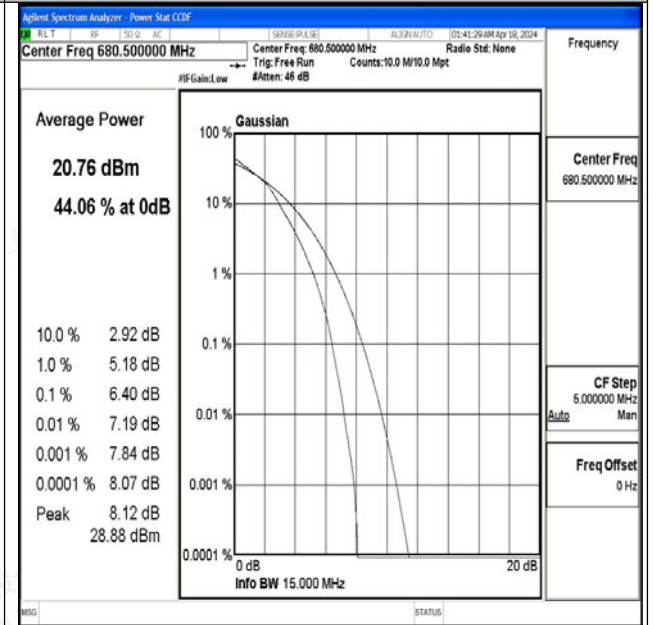 Agilent Spectrum Analyzer - Power Stat CCDF
RL T RF 50 Ω AC SENSE:PULSE ALIGN AUTO 01:41:29 AM Apr 18, 2024
Center Freq 680.500000 MHz
Center Freq: 680.500000 MHz Radio Std: None
Trig: Free Run Counts:10.0 M/10.0 Mpt
#IFGain:Low #Atten: 46 dB
Frequency
Average Power
20.76 dBm
44.06 % at 0dB
10.0 % 2.92 dB
1.0 % 5.18 dB
0.1 % 6.40 dB
0.01 % 7.19 dB
0.001 % 7.84 dB
0.0001 % 8.07 dB
Peak 8.12 dB
28.88 dBm
Gaussian
100 %
10 %
1 %
0.1 %
0.01 %
0.001 %
0.0001 %
0 dB 20 dB
Info BW 15.000 MHz
Center Freq
680.500000 MHz
CF Step
5.000000 MHz
Auto Man
Freq Offset
0 Hz
MSG STATUS